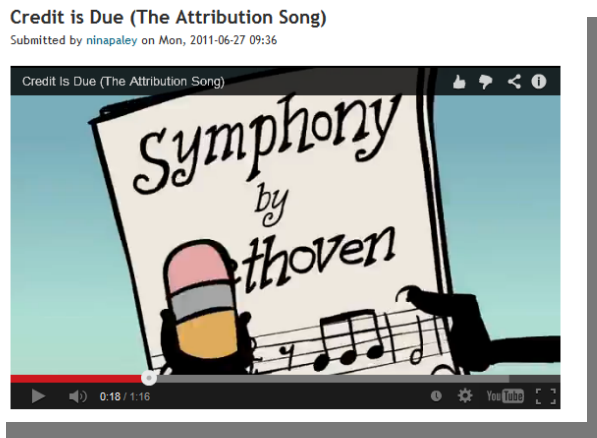 Credit is Due (The Attribution Song)
Submitted by ninapaley on Mon, 2011-06-27 09:36
Credit Is Due (The Attribution Song)
Symphony
by
thoven
0:18 / 1:16
YouTube